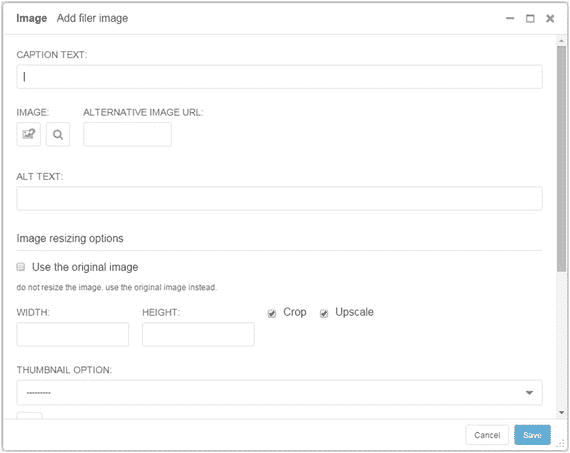 Image Add filer image
CAPTION TEXT:
IMAGE: ALTERNATIVE IMAGE URL:
ALT TEXT:
Image resizing options
Use the original image
do not resize the image. use the original image instead.
WIDTH: HEIGHT: Crop Upscale
THUMBNAIL OPTION:
---------
Cancel Save